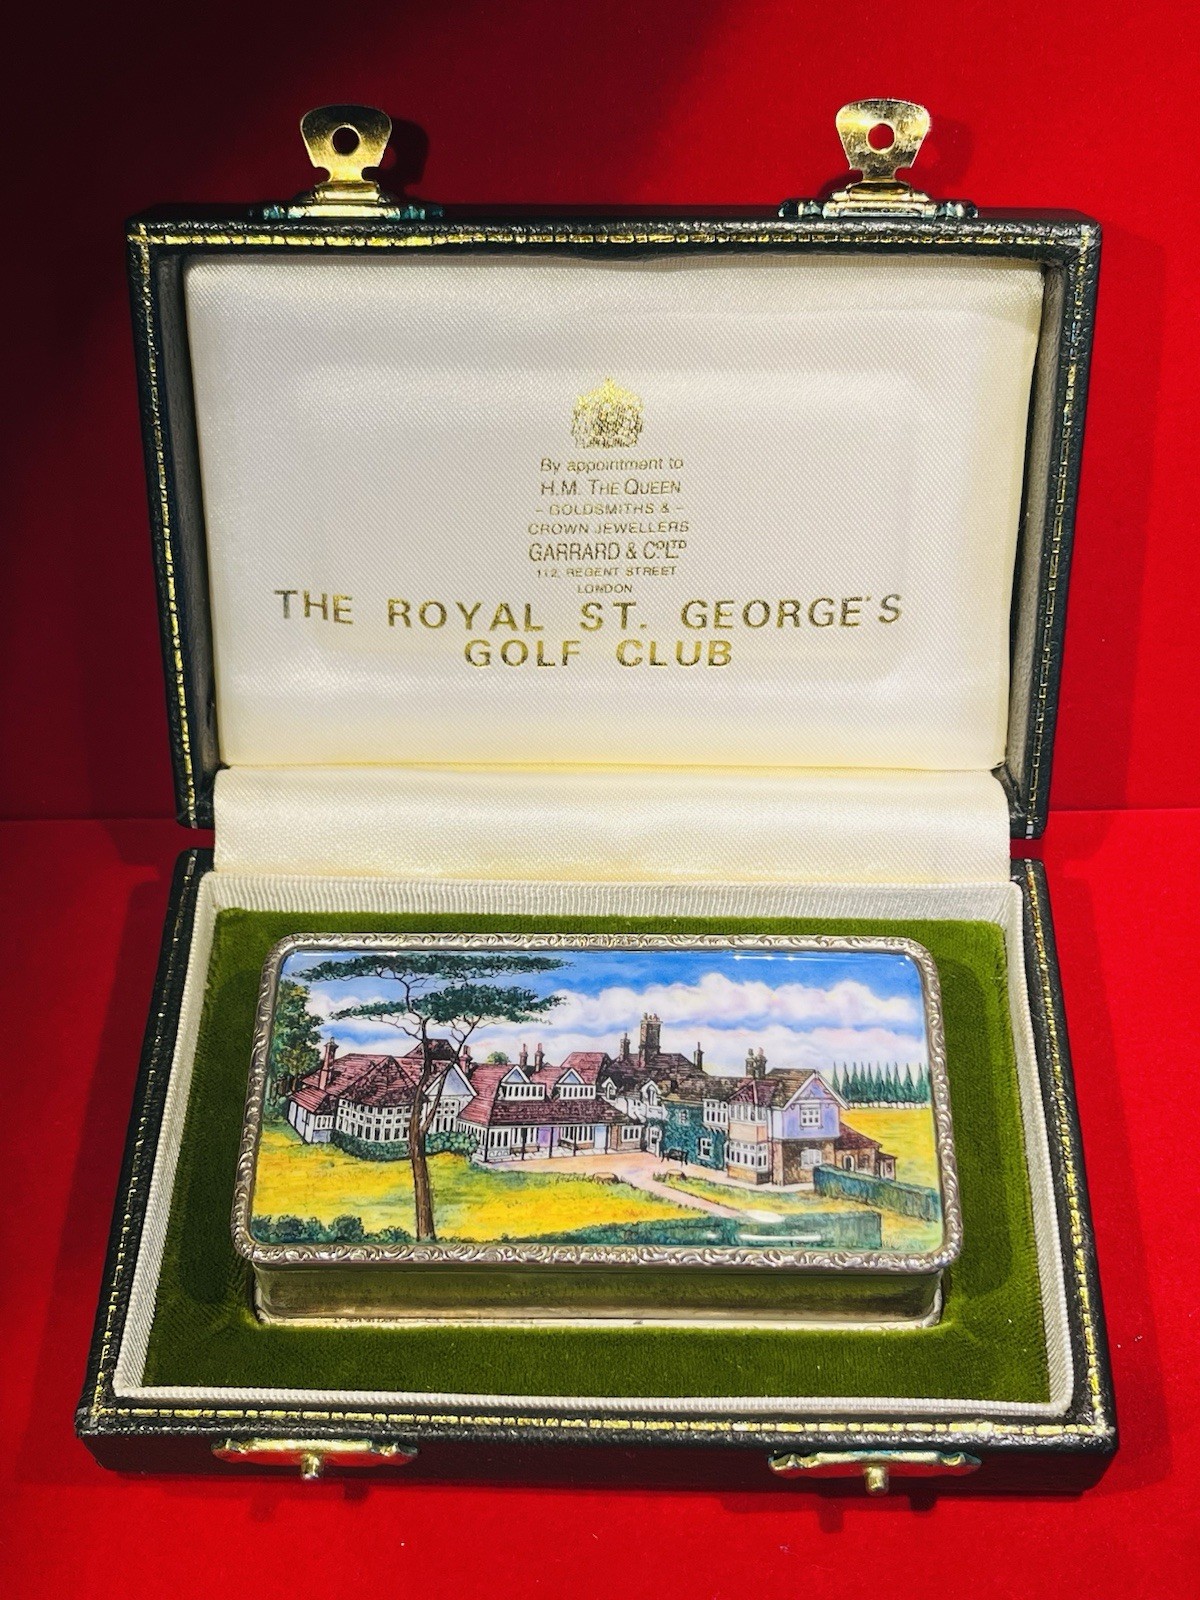 By appointment to
H.M. THE QUEEN
- GOLDSMITHS & -
CROWN JEWELLERS
GARRARD & Cº LTD
112, REGENT STREET
LONDON
THE ROYAL ST. GEORGE'S
GOLF CLUB